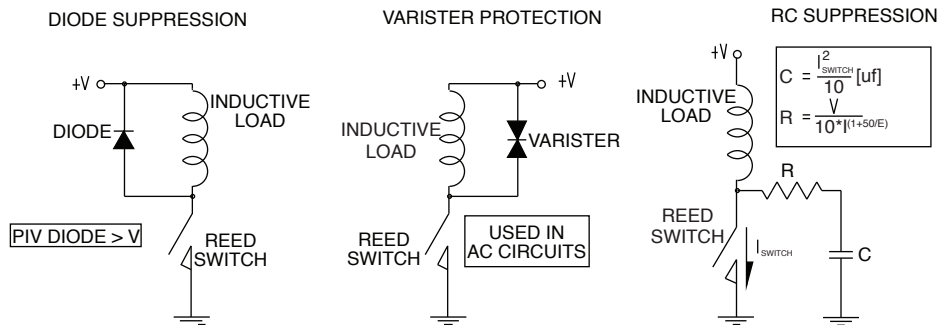 DIODE SUPPRESSION
+V
DIODE
INDUCTIVE
LOAD
PIV DIODE > V
REED
SWITCH
VARISTER PROTECTION
+V
INDUCTIVE
LOAD
VARISTER
REED
SWITCH
USED IN
AC CIRCUITS
RC SUPPRESSION
+V
C = I²SWITCH/10 [uf]
R = V/10*I(1+50/E)
INDUCTIVE
LOAD
R
REED
SWITCH
ISWITCH
C